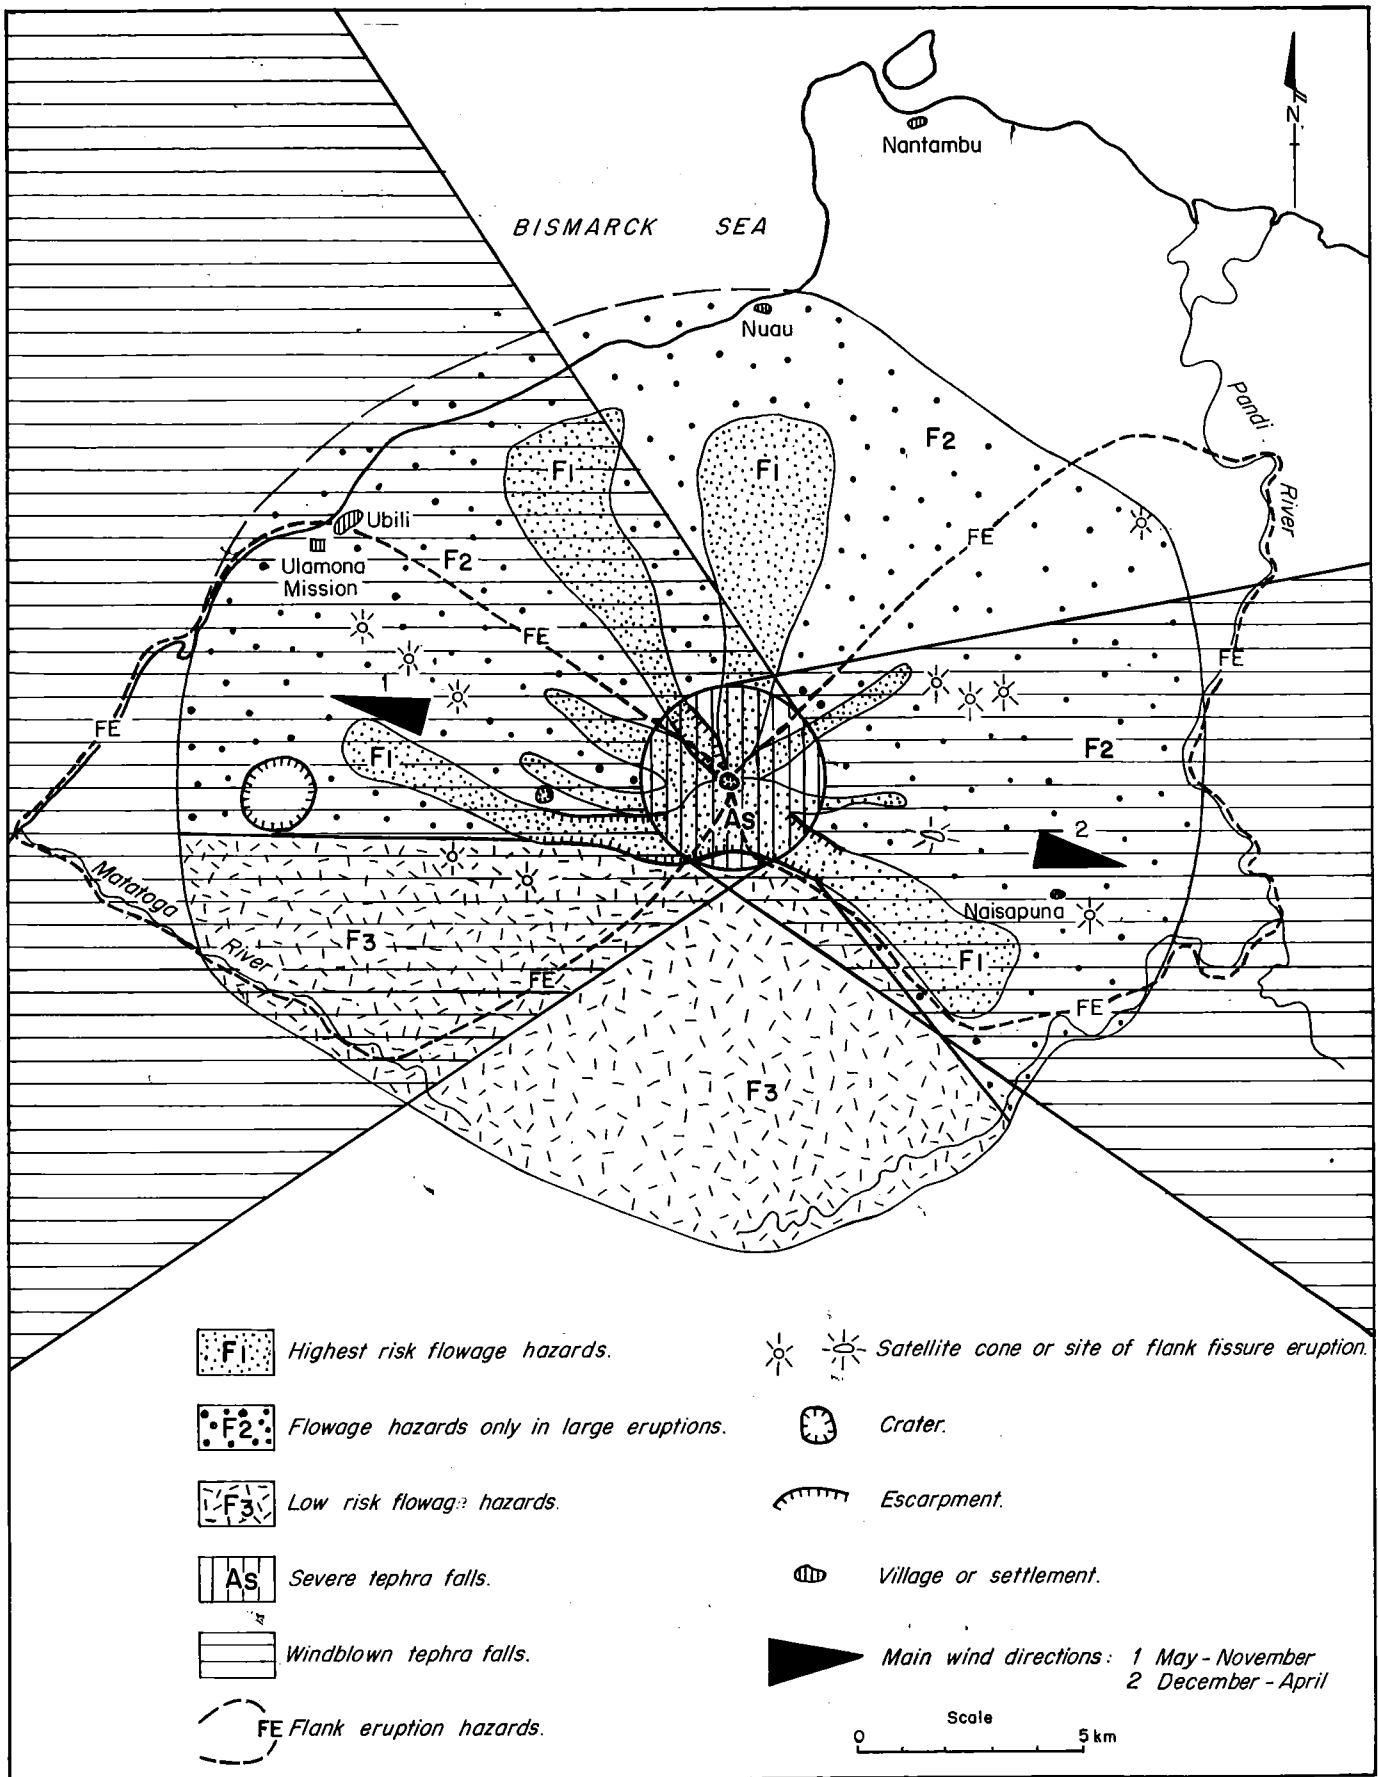 N
Nantambu
BISMARCK SEA
Nuau
Pandi
River
F2
F1
F1
FE
Ubili
Ulamona
Mission
F2
FE
FE
1
FE
F2
F1
As
2
Naisapuna
Matatoga
River
F3
FE
F1
FE
F3
F1 Highest risk flowage hazards.
F2 Flowage hazards only in large eruptions.
F3 Low risk flowage hazards.
As Severe tephra falls.
Windblown tephra falls.
FE Flank eruption hazards.
Satellite cone or site of flank fissure eruption.
Crater.
Escarpment.
Village or settlement.
Main wind directions: 1 May - November
2 December - April
Scale
0 5 km